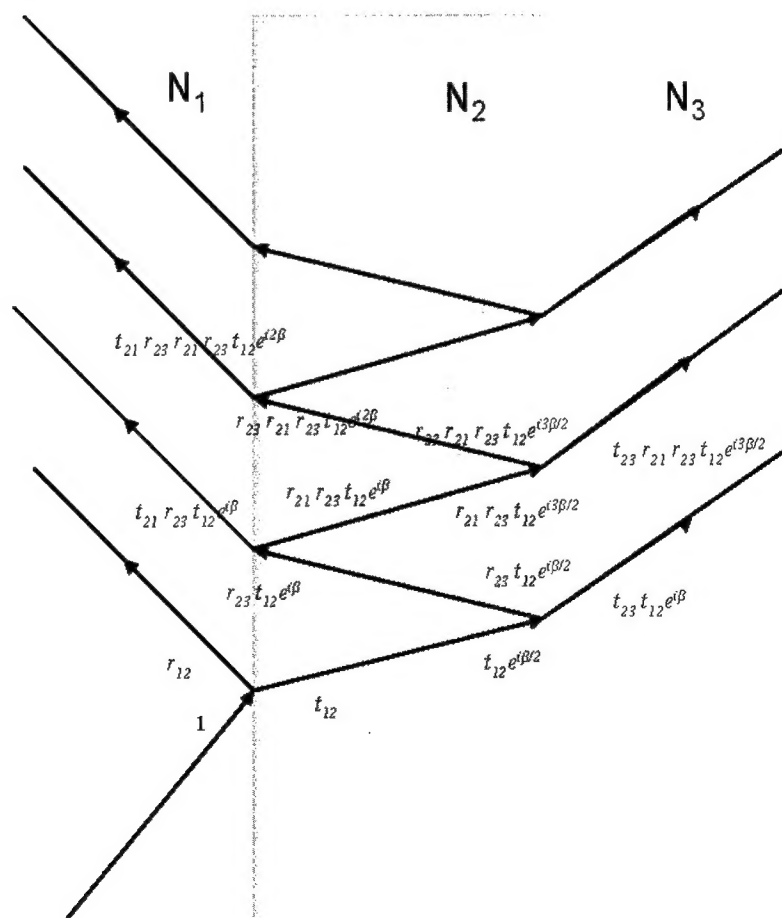 N₁ N₂ N₃
t₂₁ r₂₃ r₂₁ r₂₃ t₁₂ e^{i2β}
r₂₃ r₂₁ r₂₃ t₁₂ e^{i2β} r₂₃ r₂₁ r₂₃ t₁₂ e^{i3β/2} t₂₃ r₂₁ r₂₃ t₁₂ e^{i3β/2}
t₂₁ r₂₃ t₁₂ e^{iβ} r₂₁ r₂₃ t₁₂ e^{iβ} r₂₁ r₂₃ t₁₂ e^{i3β/2}
r₂₃ t₁₂ e^{iβ} r₂₃ t₁₂ e^{iβ/2} t₂₃ t₁₂ e^{iβ}
r₁₂ t₁₂ e^{iβ/2}
1 t₁₂